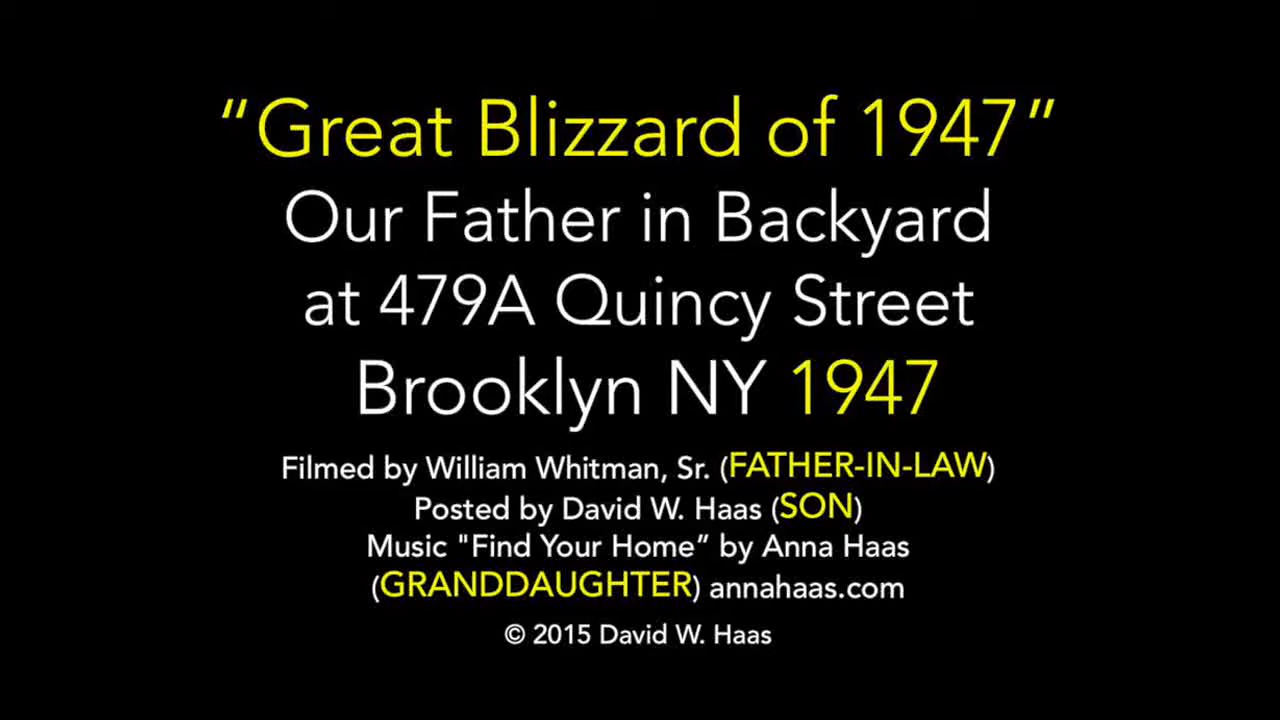 “Great Blizzard of 1947”
Our Father in Backyard
at 479A Quincy Street
Brooklyn NY 1947
Filmed by William Whitman, Sr. (FATHER-IN-LAW)
Posted by David W. Haas (SON)
Music "Find Your Home” by Anna Haas
(GRANDDAUGHTER) annahaas.com
© 2015 David W. Haas